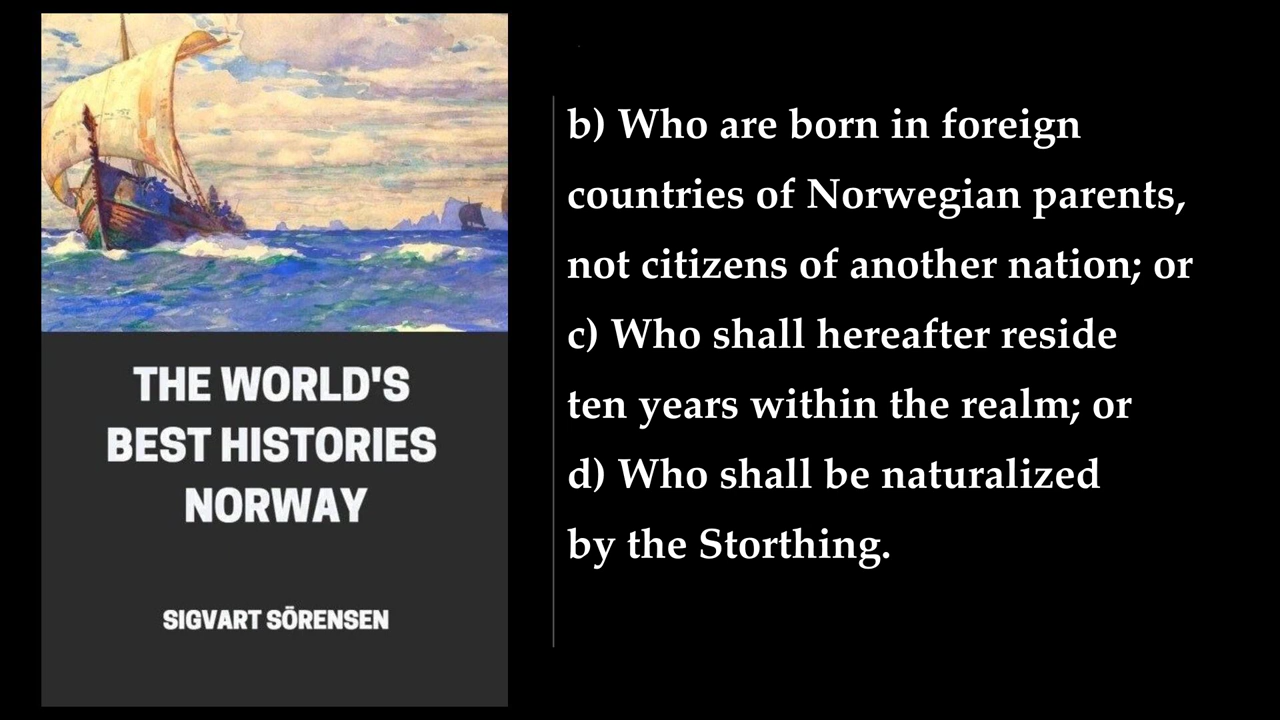 THE WORLD'S
BEST HISTORIES
NORWAY
SIGVART SÖRENSEN
b) Who are born in foreign
countries of Norwegian parents,
not citizens of another nation; or
c) Who shall hereafter reside
ten years within the realm; or
d) Who shall be naturalized
by the Storthing.